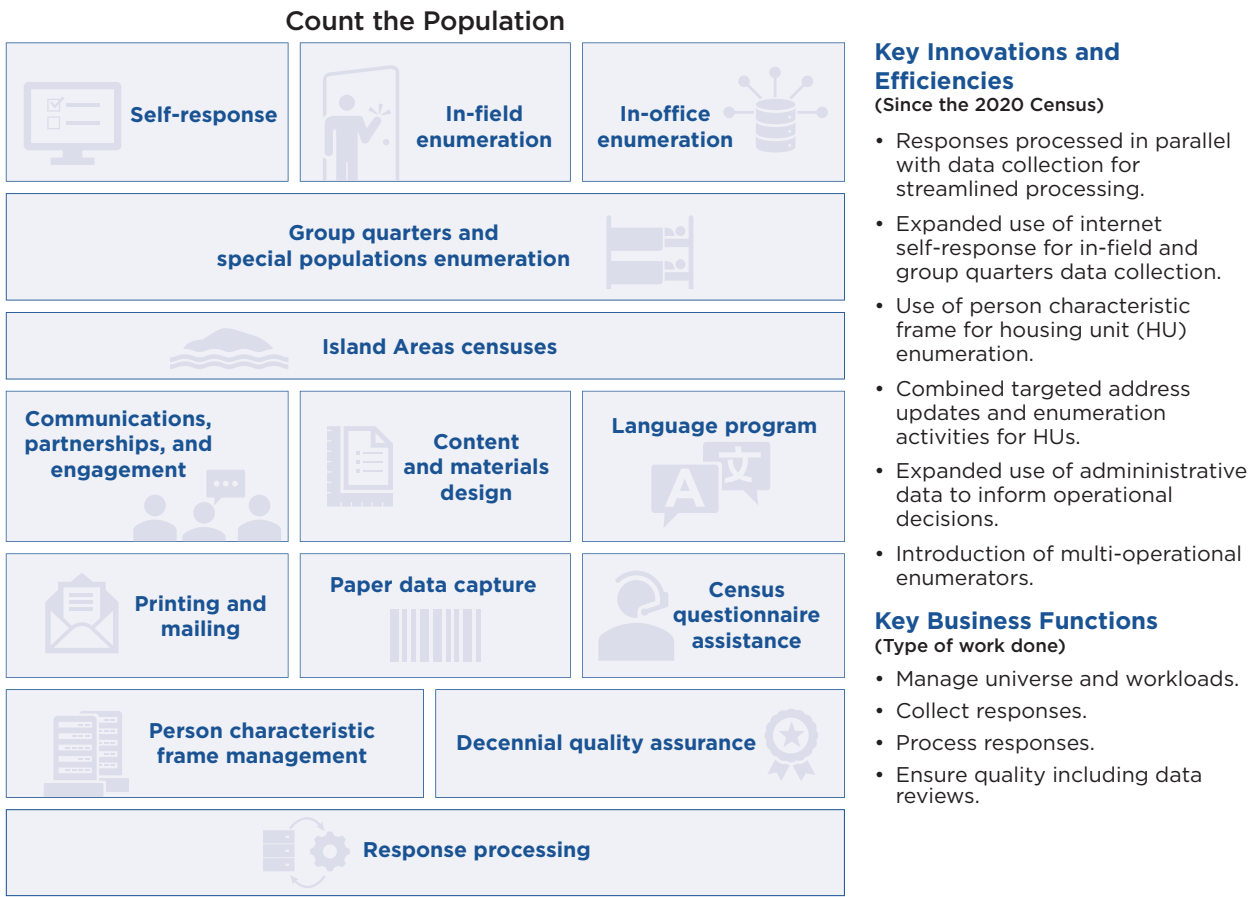 Count the Population
Self-response
In-field
enumeration
In-office
enumeration
Group quarters and
special populations enumeration
Island Areas censuses
Communications,
partnerships, and
engagement
Content
and materials
design
Language program
A 文
Printing and
mailing
Paper data capture
Census
questionnaire
assistance
Person characteristic
frame management
Decennial quality assurance
Response processing
Key Innovations and
Efficiencies
(Since the 2020 Census)
• Responses processed in parallel
with data collection for
streamlined processing.
• Expanded use of internet
self-response for in-field and
group quarters data collection.
• Use of person characteristic
frame for housing unit (HU)
enumeration.
• Combined targeted address
updates and enumeration
activities for HUs.
• Expanded use of admininistrative
data to inform operational
decisions.
• Introduction of multi-operational
enumerators.
Key Business Functions
(Type of work done)
• Manage universe and workloads.
• Collect responses.
• Process responses.
• Ensure quality including data
reviews.